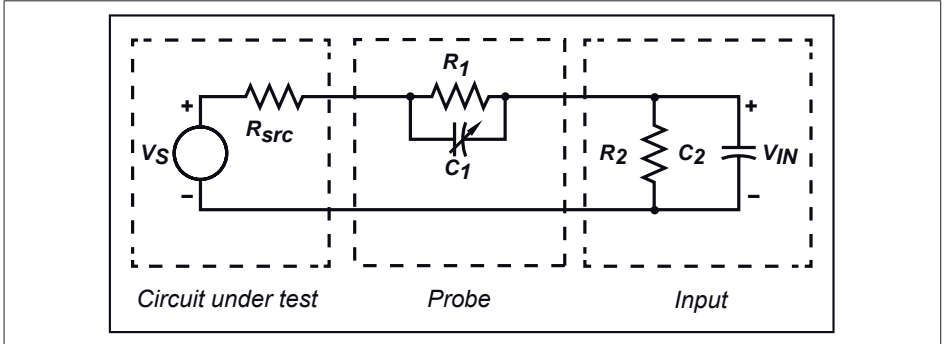 R1
+
+
Rsrc
VS
C1
R2
C2
VIN
−
−
Circuit under test
Probe
Input